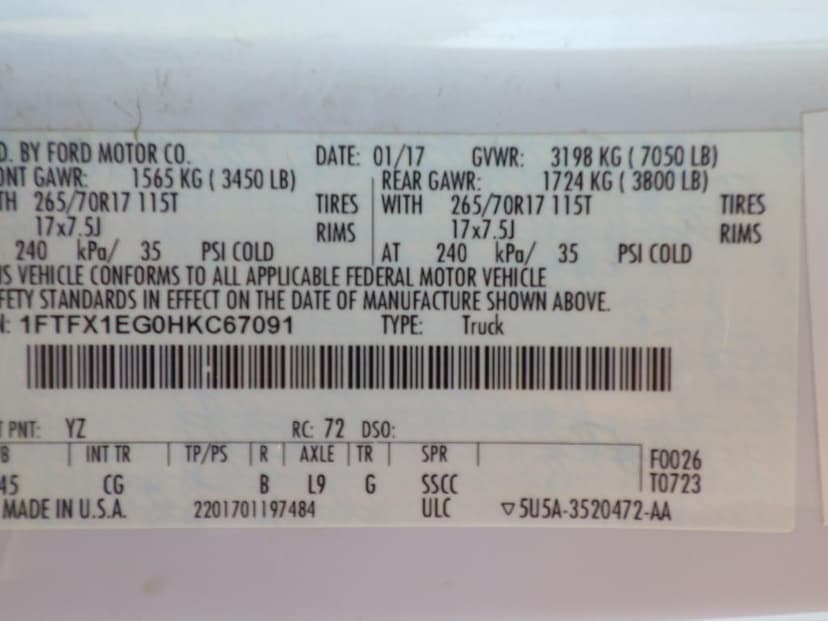 D. BY FORD MOTOR CO. DATE: 01/17 GVWR: 3198 KG ( 7050 LB)
ONT GAWR: 1565 KG ( 3450 LB) REAR GAWR: 1724 KG ( 3800 LB)
TH 265/70R17 115T TIRES WITH 265/70R17 115T TIRES
17x7.5J RIMS 17x7.5J RIMS
240 kPa/ 35 PSI COLD AT 240 kPa/ 35 PSI COLD
IS VEHICLE CONFORMS TO ALL APPLICABLE FEDERAL MOTOR VEHICLE
FETY STANDARDS IN EFFECT ON THE DATE OF MANUFACTURE SHOWN ABOVE.
N: 1FTFX1EG0HKC67091 TYPE: Truck
T PNT: YZ RC: 72 DSO:
B INT TR TP/PS R AXLE TR SPR F0026
45 CG B L9 G SSCC T0723
MADE IN U.S.A. 2201701197484 ULC ▽5U5A-3520472-AA